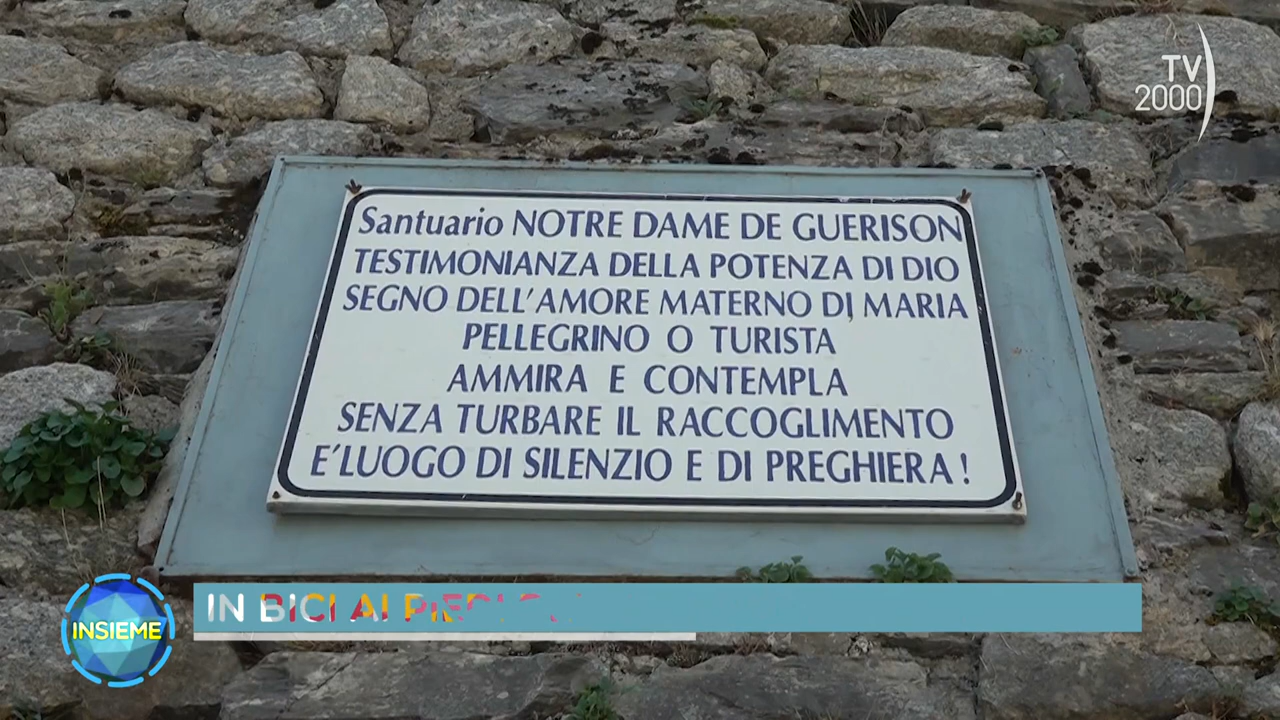 TV
2000
Santuario NOTRE DAME DE GUERISON
TESTIMONIANZA DELLA POTENZA DI DIO
SEGNO DELL'AMORE MATERNO DI MARIA
PELLEGRINO O TURISTA
AMMIRA E CONTEMPLA
SENZA TURBARE IL RACCOGLIMENTO
E'LUOGO DI SILENZIO E DI PREGHIERA!
IN BICI AI PIEDI
INSIEME